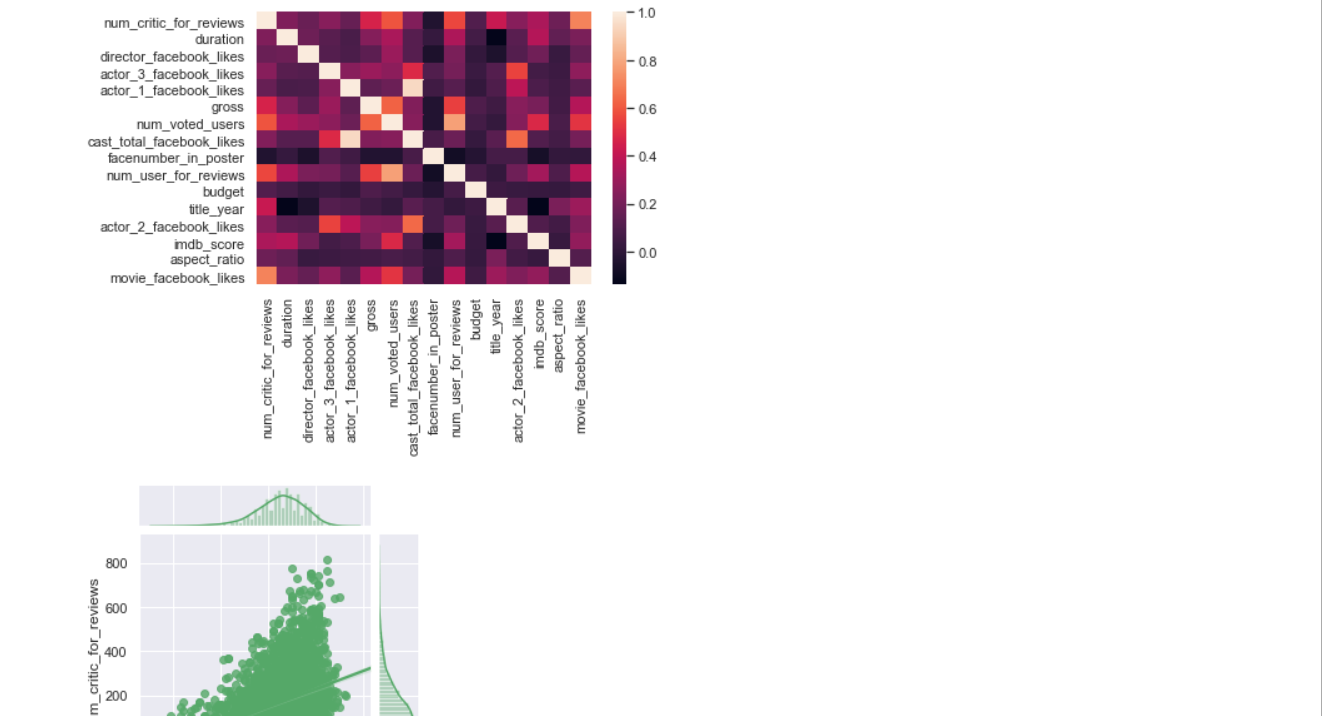 num_critic_for_reviews
duration
director_facebook_likes
actor_3_facebook_likes
actor_1_facebook_likes
gross
num_voted_users
cast_total_facebook_likes
facenumber_in_poster
num_user_for_reviews
budget
title_year
actor_2_facebook_likes
imdb_score
aspect_ratio
movie_facebook_likes
1.0
0.8
0.6
0.4
0.2
0.0
num_critic_for_reviews
duration
director_facebook_likes
actor_3_facebook_likes
actor_1_facebook_likes
gross
num_voted_users
cast_total_facebook_likes
facenumber_in_poster
num_user_for_reviews
budget
title_year
actor_2_facebook_likes
imdb_score
aspect_ratio
movie_facebook_likes
800
600
400
200
m_critic_for_reviews